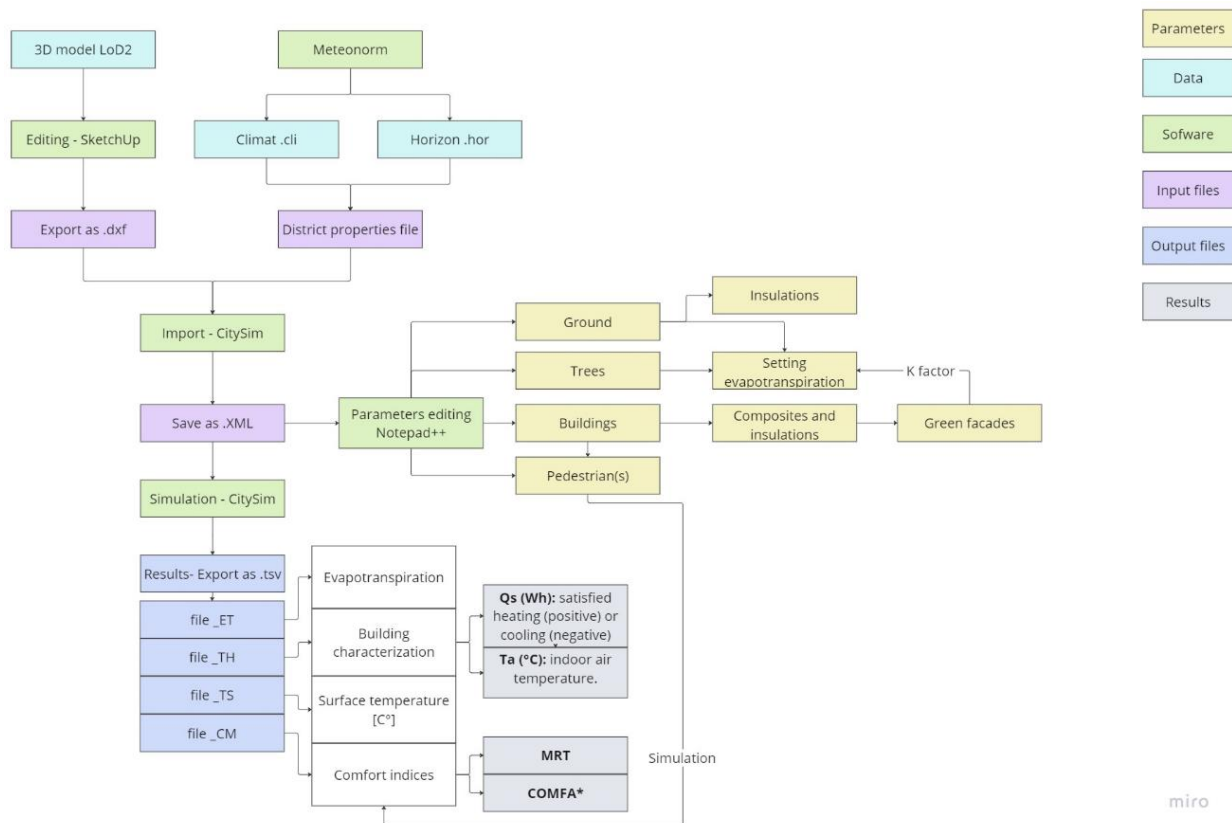 3D model LoD2
Meteonorm
Editing - SketchUp
Climat .cli
Horizon .hor
Export as .dxf
District properties file
Import - CitySim
Save as .XML
Parameters editing
Notepad++
Ground
Insulations
Trees
Setting
evapotranspiration
K factor
Buildings
Composites and
insulations
Green facades
Pedestrian(s)
Simulation - CitySim
Results- Export as .tsv
file _ET
file _TH
file _TS
file _CM
Evapotranspiration
Building
characterization
Surface temperature
[C°]
Comfort indices
Qs (Wh): satisfied
heating (positive) or
cooling (negative)
Ta (°C): indoor air
temperature.
MRT
COMFA*
Simulation
Parameters
Data
Sofware
Input files
Output files
Results
miro